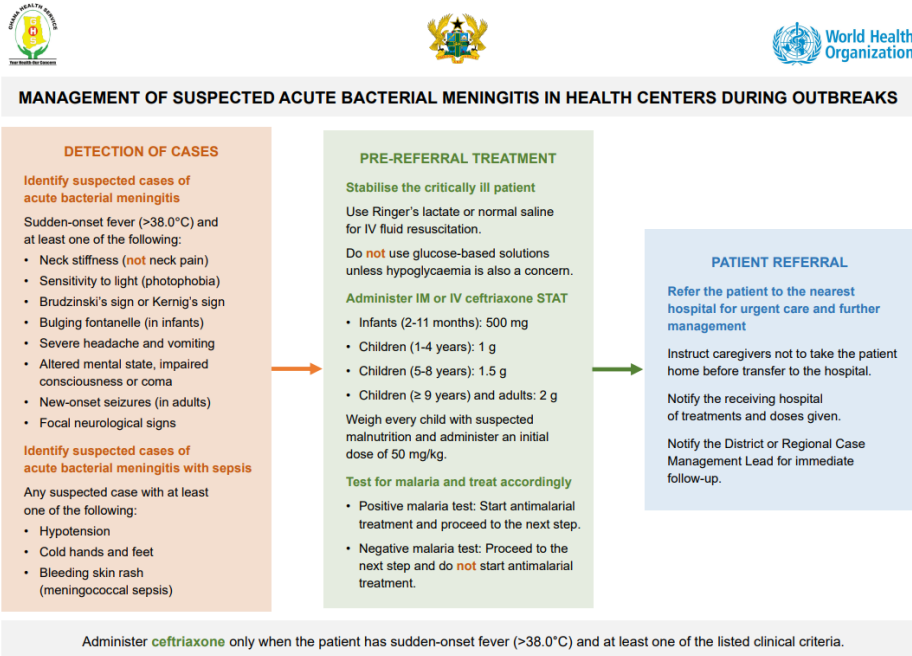 GHANA HEALTH SERVICE
Your Health-Our Concern
World Health
Organization
MANAGEMENT OF SUSPECTED ACUTE BACTERIAL MENINGITIS IN HEALTH CENTERS DURING OUTBREAKS
DETECTION OF CASES
Identify suspected cases of
acute bacterial meningitis
Sudden-onset fever (>38.0°C) and
at least one of the following:
• Neck stiffness (not neck pain)
• Sensitivity to light (photophobia)
• Brudzinski's sign or Kernig's sign
• Bulging fontanelle (in infants)
• Severe headache and vomiting
• Altered mental state, impaired
consciousness or coma
• New-onset seizures (in adults)
• Focal neurological signs
Identify suspected cases of
acute bacterial meningitis with sepsis
Any suspected case with at least
one of the following:
• Hypotension
• Cold hands and feet
• Bleeding skin rash
(meningococcal sepsis)
PRE-REFERRAL TREATMENT
Stabilise the critically ill patient
Use Ringer's lactate or normal saline
for IV fluid resuscitation.
Do not use glucose-based solutions
unless hypoglycaemia is also a concern.
Administer IM or IV ceftriaxone STAT
• Infants (2-11 months): 500 mg
• Children (1-4 years): 1 g
• Children (5-8 years): 1.5 g
• Children (≥ 9 years) and adults: 2 g
Weigh every child with suspected
malnutrition and administer an initial
dose of 50 mg/kg.
Test for malaria and treat accordingly
• Positive malaria test: Start antimalarial
treatment and proceed to the next step.
• Negative malaria test: Proceed to the
next step and do not start antimalarial
treatment.
PATIENT REFERRAL
Refer the patient to the nearest
hospital for urgent care and further
management
Instruct caregivers not to take the patient
home before transfer to the hospital.
Notify the receiving hospital
of treatments and doses given.
Notify the District or Regional Case
Management Lead for immediate
follow-up.
Administer ceftriaxone only when the patient has sudden-onset fever (>38.0°C) and at least one of the listed clinical criteria.